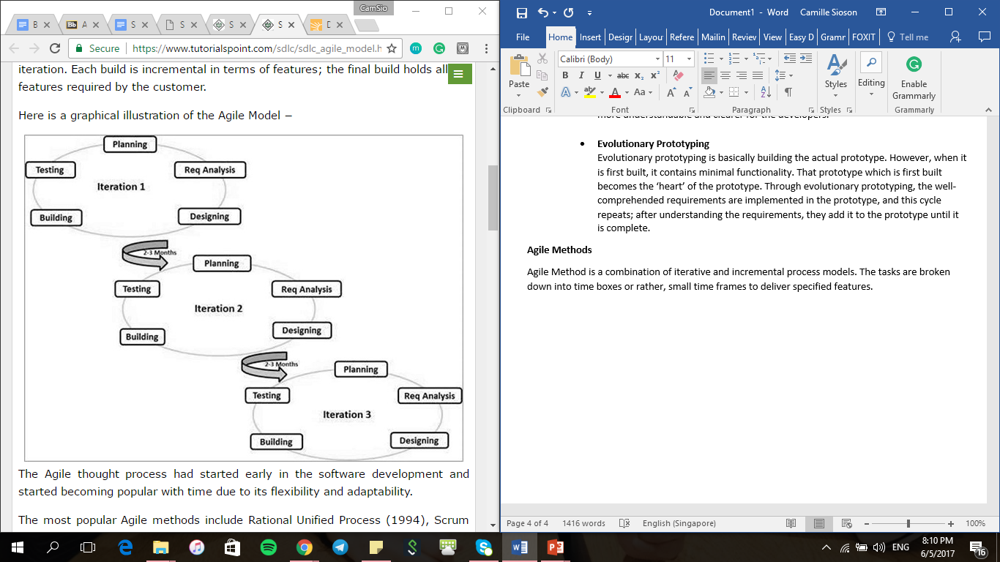 CamSio
B
A
S
S
S
S
D
Secure https://www.tutorialspoint.com/sdlc/sdlc_agile_model.h
iteration. Each build is incremental in terms of features; the final build holds all
features required by the customer.
Here is a graphical illustration of the Agile Model –
Planning
Testing
Req Analysis
Iteration 1
Building
Designing
2-3 Months
Planning
Testing
Req Analysis
Iteration 2
Building
Designing
2-3 Months
Planning
Testing
Req Analysis
Iteration 3
Building
Designing
The Agile thought process had started early in the software development and
started becoming popular with time due to its flexibility and adaptability.
The most popular Agile methods include Rational Unified Process (1994), Scrum
Document1 - Word Camille Sioson
File Home Insert Desigr Layou Refere Mailin Reviev View Easy D Gramr FOXIT Tell me
Calibri (Body) 11
Paste
B I U abc x₂ x²
Styles
Editing
Enable
Grammarly
A ab A Aa A A
Clipboard Font Paragraph Styles Grammarly
more understandable and clearer for the developers.
• Evolutionary Prototyping
Evolutionary prototyping is basically building the actual prototype. However, when it
is first built, it contains minimal functionality. That prototype which is first built
becomes the ‘heart’ of the prototype. Through evolutionary prototyping, the well-
comprehended requirements are implemented in the prototype, and this cycle
repeats; after understanding the requirements, they add it to the prototype until it
is complete.
Agile Methods
Agile Method is a combination of iterative and incremental process models. The tasks are broken
down into time boxes or rather, small time frames to deliver specified features.
Page 4 of 4 1416 words English (Singapore) 100%
ENG
8:10 PM
6/5/2017
16